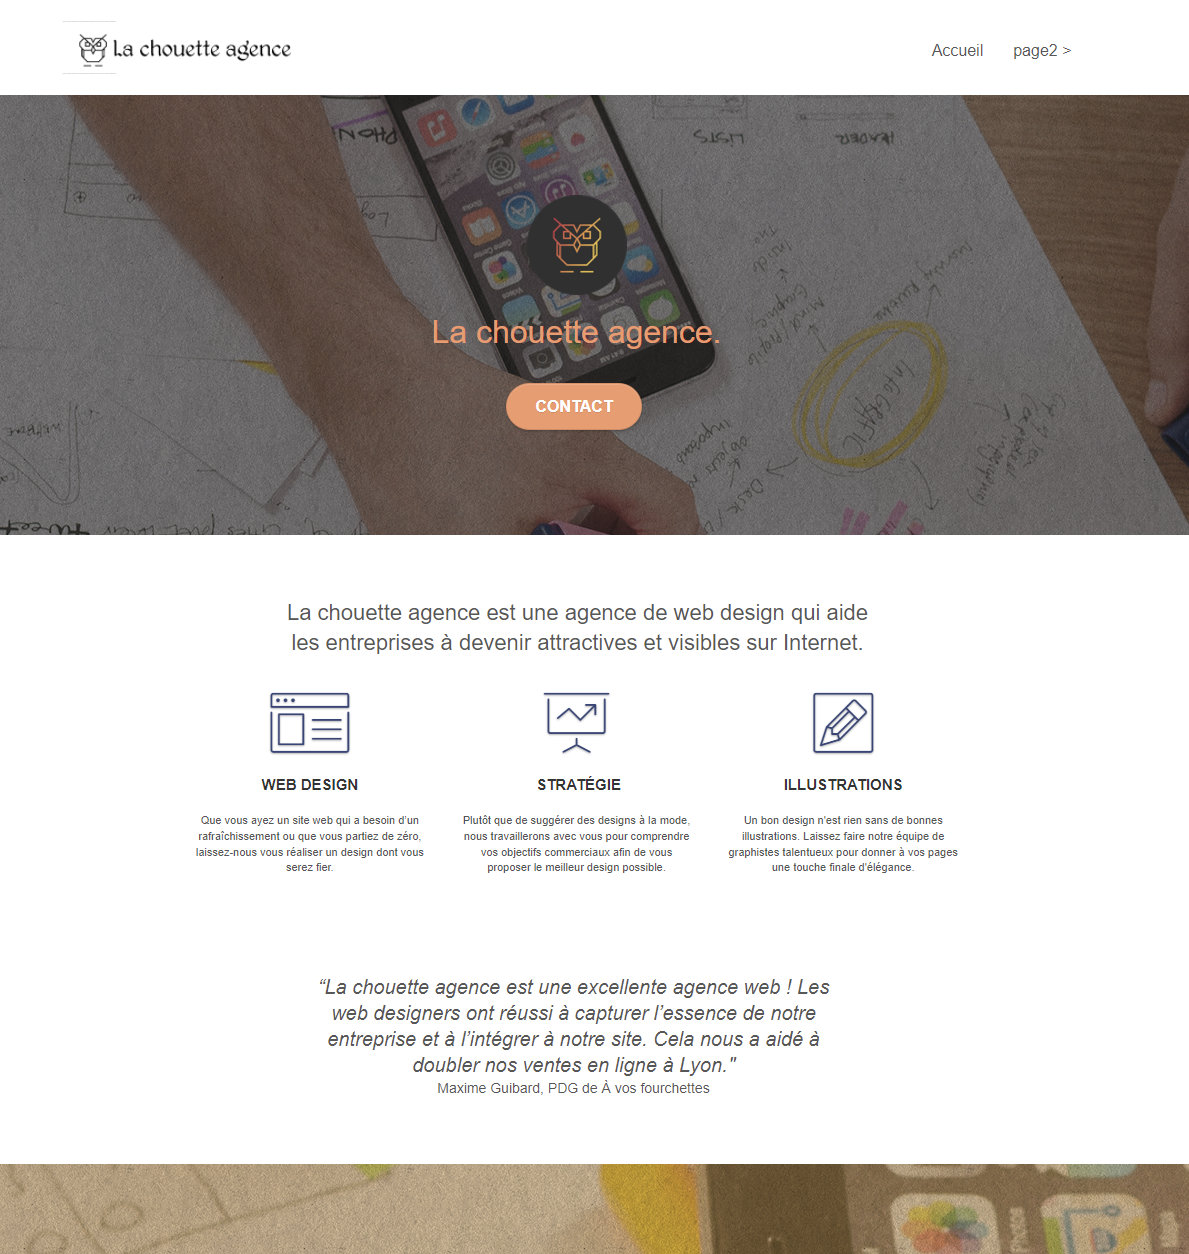 La chouette agence
Accueil
page2 >
PHON
LISTS
HEADER
Log
INFOGRAFIC
La chouette agence.
CONTACT
La chouette agence est une agence de web design qui aide
les entreprises à devenir attractives et visibles sur Internet.
WEB DESIGN
Que vous ayez un site web qui a besoin d'un
rafraîchissement ou que vous partiez de zéro,
laissez-nous vous réaliser un design dont vous
serez fier.
STRATÉGIE
Plutôt que de suggérer des designs à la mode,
nous travaillerons avec vous pour comprendre
vos objectifs commerciaux afin de vous
proposer le meilleur design possible.
ILLUSTRATIONS
Un bon design n'est rien sans de bonnes
illustrations. Laissez faire notre équipe de
graphistes talentueux pour donner à vos pages
une touche finale d'élégance.
“La chouette agence est une excellente agence web ! Les
web designers ont réussi à capturer l’essence de notre
entreprise et à l’intégrer à notre site. Cela nous a aidé à
doubler nos ventes en ligne à Lyon."
Maxime Guibard, PDG de À vos fourchettes